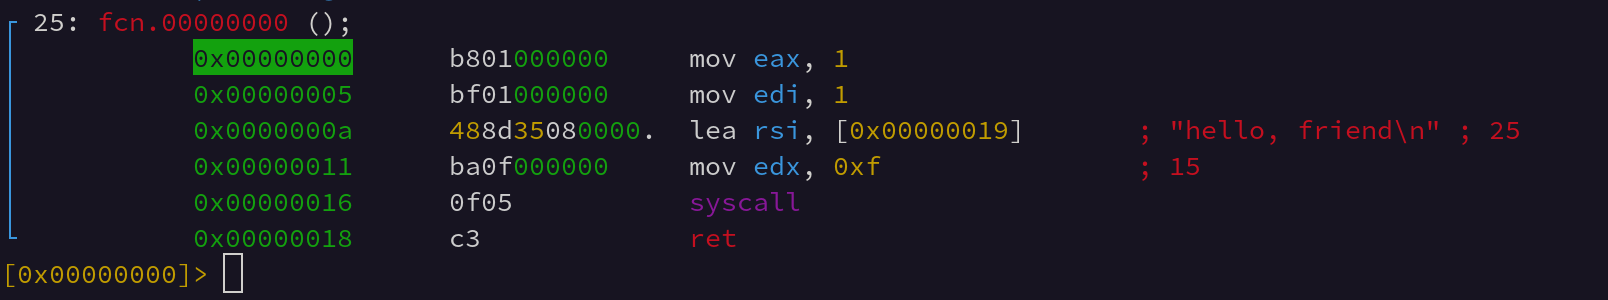 25: fcn.00000000 ();
0x00000000 b801000000 mov eax, 1
0x00000005 bf01000000 mov edi, 1
0x0000000a 488d35080000. lea rsi, [0x00000019] ; "hello, friend\n" ; 25
0x00000011 ba0f000000 mov edx, 0xf ; 15
0x00000016 0f05 syscall
0x00000018 c3 ret
[0x00000000]>